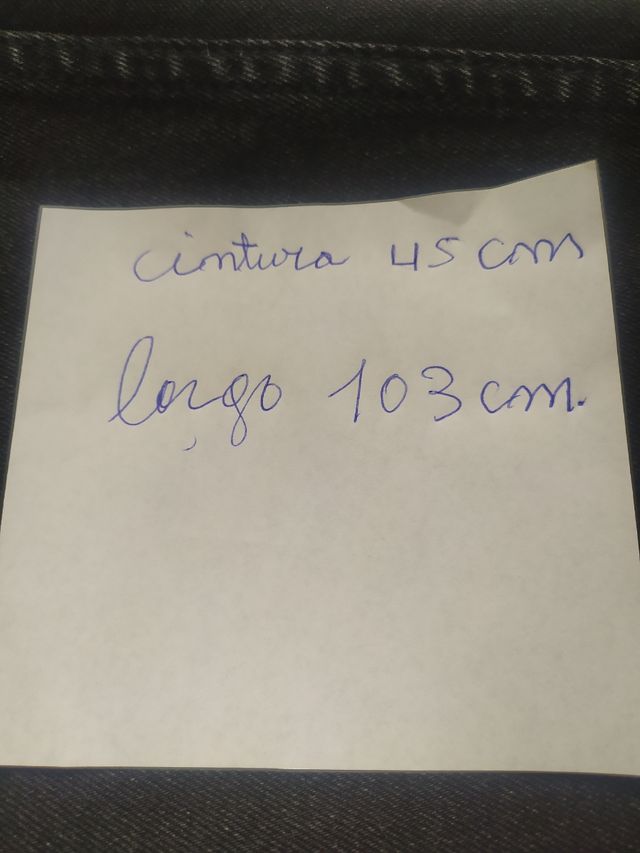 cintura 45 cm
largo 103 cm.